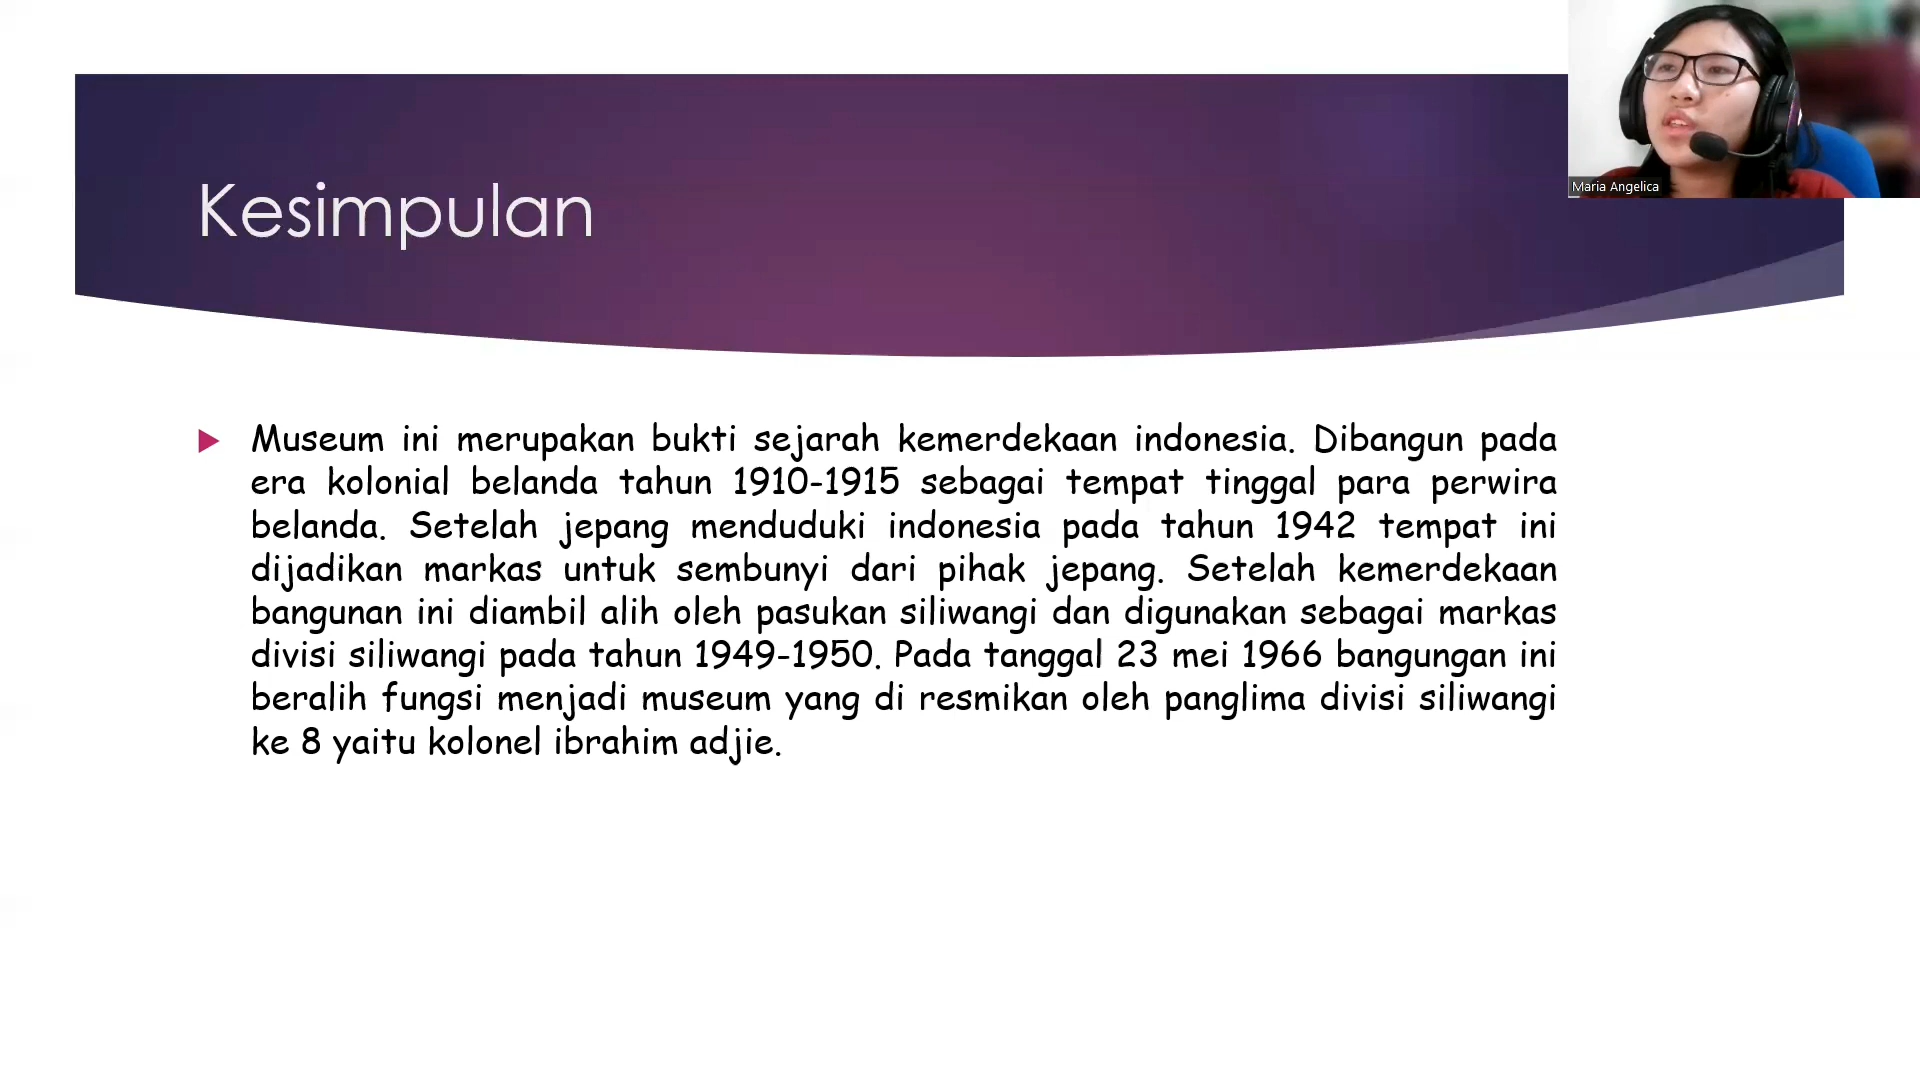 Maria Angelica
Kesimpulan
Museum ini merupakan bukti sejarah kemerdekaan indonesia. Dibangun pada
era kolonial belanda tahun 1910-1915 sebagai tempat tinggal para perwira
belanda. Setelah jepang menduduki indonesia pada tahun 1942 tempat ini
dijadikan markas untuk sembunyi dari pihak jepang. Setelah kemerdekaan
bangunan ini diambil alih oleh pasukan siliwangi dan digunakan sebagai markas
divisi siliwangi pada tahun 1949-1950. Pada tanggal 23 mei 1966 bangungan ini
beralih fungsi menjadi museum yang di resmikan oleh panglima divisi siliwangi
ke 8 yaitu kolonel ibrahim adjie.